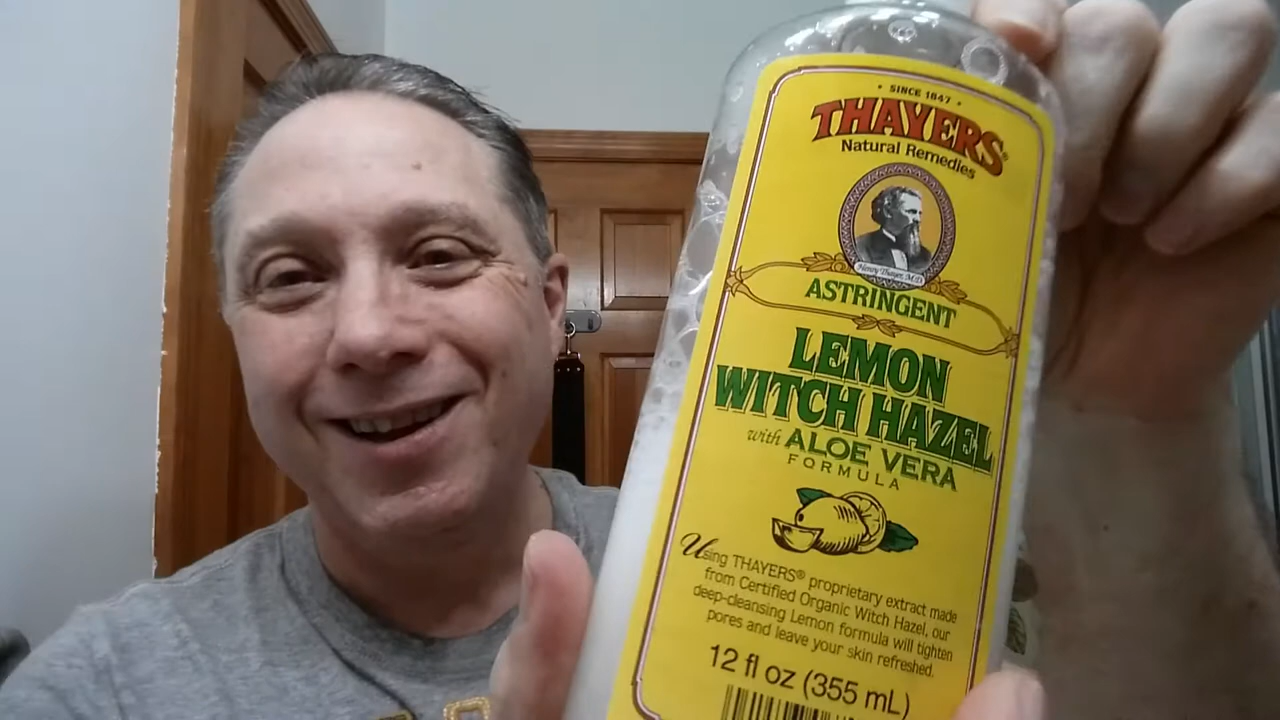 • SINCE 1847 •
THAYERS®
Natural Remedies
Henry Thayer, M.D.
ASTRINGENT
LEMON
WITCH HAZEL
with ALOE VERA
FORMULA
Using THAYERS® proprietary extract made
from Certified Organic Witch Hazel, our
deep-cleansing Lemon formula will tighten
pores and leave your skin refreshed.
12 fl oz (355 mL)